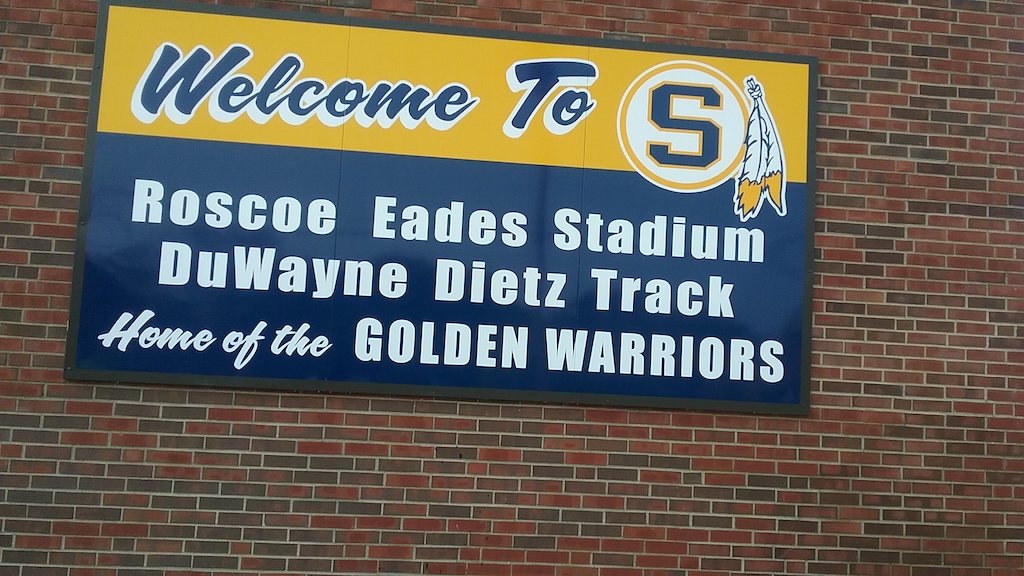 Welcome To S
Roscoe Eades Stadium
DuWayne Dietz Track
Home of the GOLDEN WARRIORS